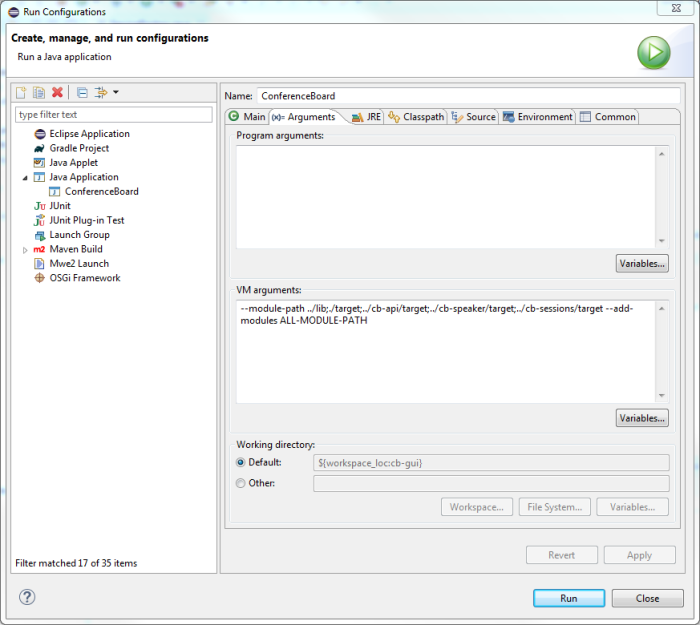 Run Configurations
Create, manage, and run configurations
Run a Java application
type filter text
Eclipse Application
Gradle Project
Java Applet
Java Application
ConferenceBoard
JUnit
JUnit Plug-in Test
Launch Group
m2 Maven Build
Mwe2 Launch
OSGi Framework
Filter matched 17 of 35 items
Name: ConferenceBoard
Main (x)= Arguments JRE Classpath Source Environment Common
Program arguments:
Variables...
VM arguments:
--module-path ../lib;./target;../cb-api/target;../cb-speaker/target;../cb-sessions/target --add-
modules ALL-MODULE-PATH
Variables...
Working directory:
Default: ${workspace_loc:cb-gui}
Other:
Workspace... File System... Variables...
Revert Apply
? Run Close